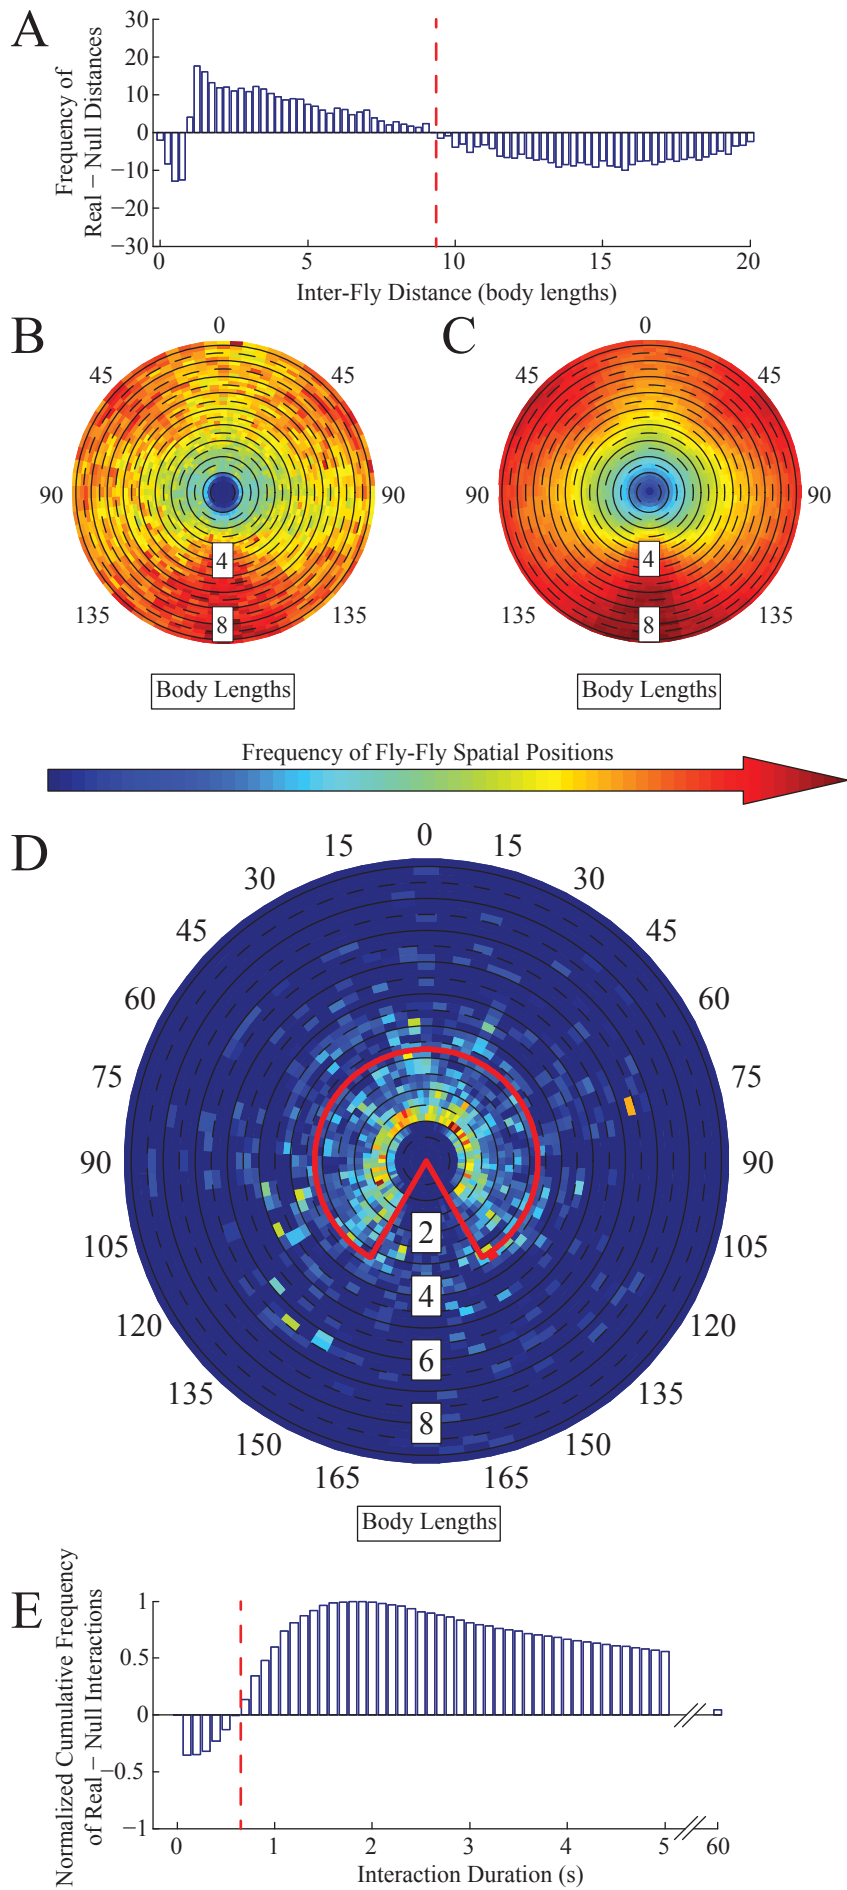 A
30
20
10
0
−10
−20
−30
Frequency of
Real − Null Distances
0 5 10 15 20
Inter-Fly Distance (body lengths)
B
0
45 45
90 90
135 135
4
8
Body Lengths
C
0
45 45
90 90
135 135
4
8
Body Lengths
Frequency of Fly-Fly Spatial Positions
D
0
15 15
30 30
45 45
60 60
75 75
90 90
105 105
120 120
135 135
150 150
165 165
2
4
6
8
Body Lengths
E
1
0.5
0
−0.5
−1
Normalized Cumulative Frequency
of Real − Null Interactions
0 1 2 3 4 5 60
Interaction Duration (s)